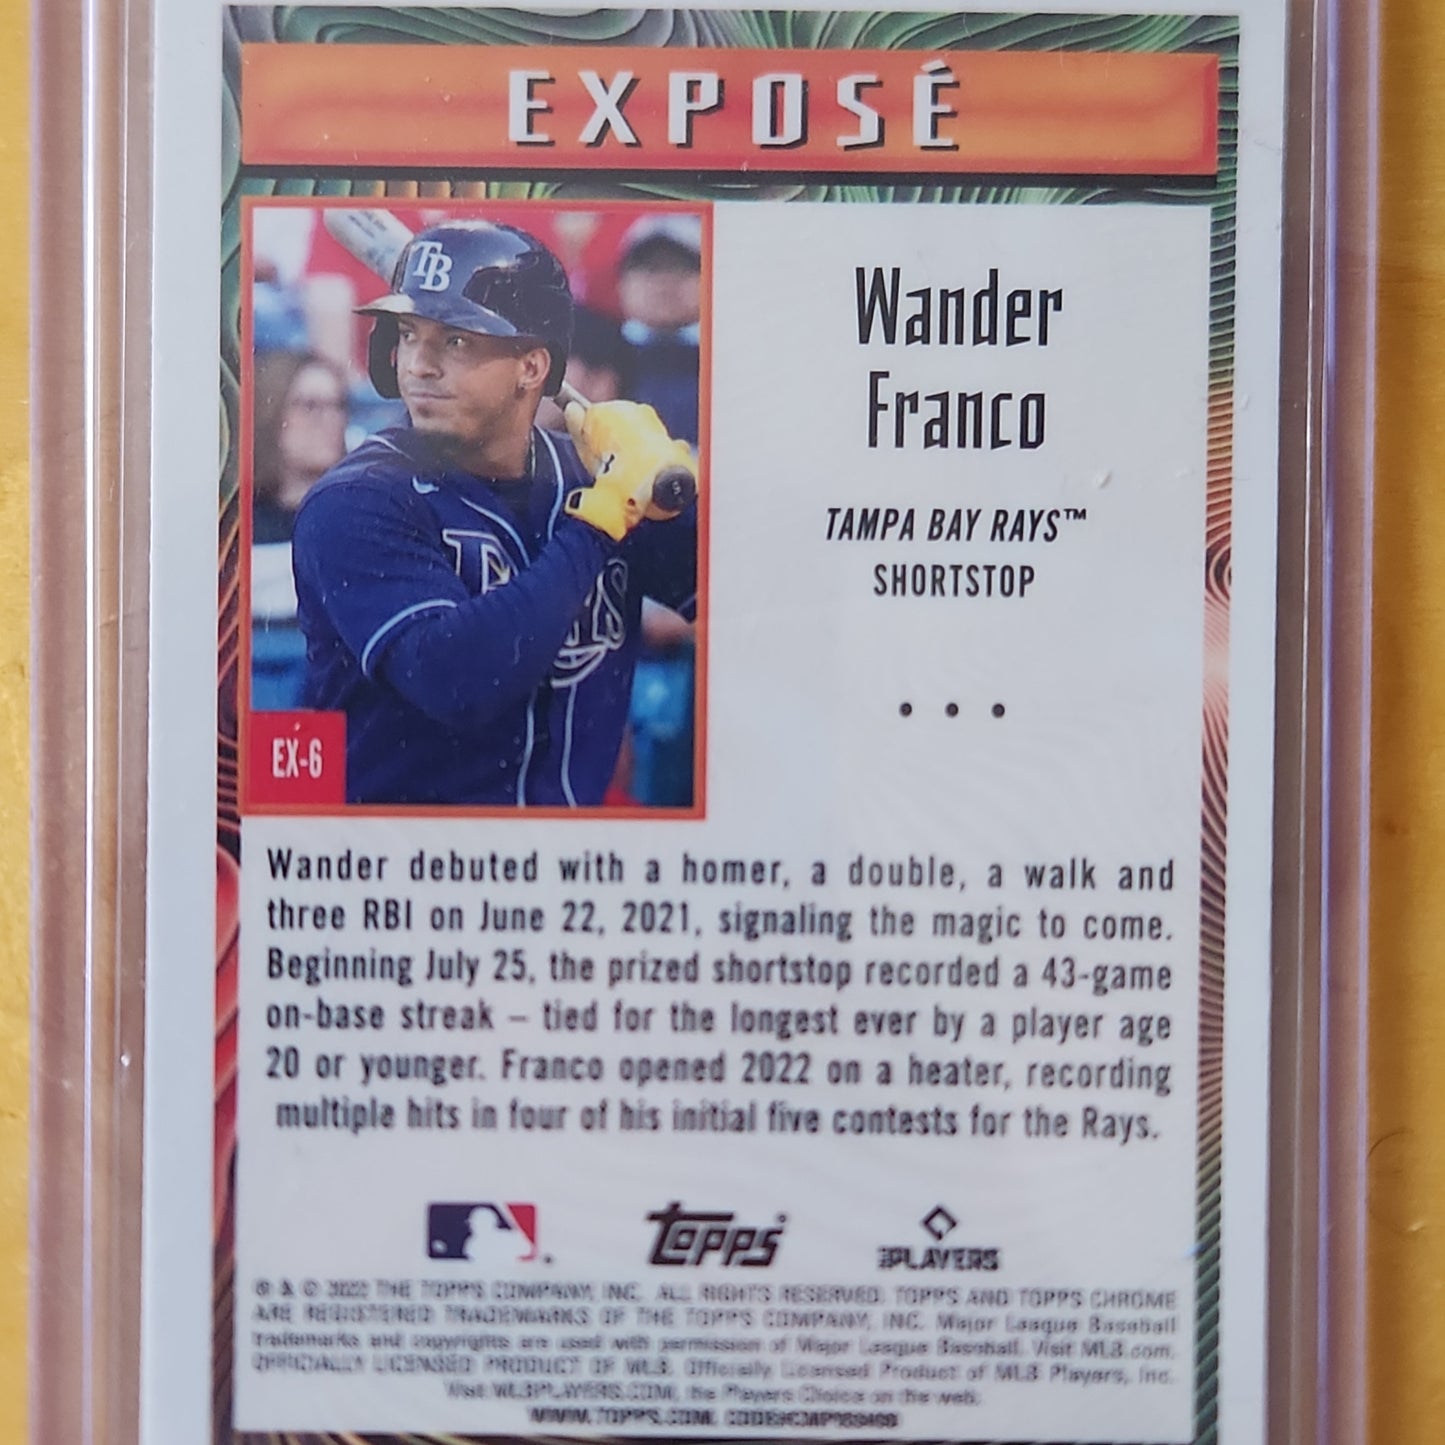 EXPOSÉ
TB
Wander
Franco
TAMPA BAY RAYS™
SHORTSTOP
• • •
EX-6
Wander debuted with a homer, a double, a walk and
three RBI on June 22, 2021, signaling the magic to come.
Beginning July 25, the prized shortstop recorded a 43-game
on-base streak – tied for the longest ever by a player age
20 or younger. Franco opened 2022 on a heater, recording
multiple hits in four of his initial five contests for the Rays.
Topps
PLAYERS
® & © 2022 THE TOPPS COMPANY, INC. ALL RIGHTS RESERVED. TOPPS AND TOPPS CHROME
ARE REGISTERED TRADEMARKS OF THE TOPPS COMPANY, INC. Major League Baseball
trademarks and copyrights are used with permission of Major League Baseball. Visit MLB.com.
OFFICIALLY LICENSED PRODUCT OF MLB. Officially Licensed Product of MLB Players, Inc.
Visit MLBPLAYERS.COM, the Players Choice on the web.
WWW.TOPPS.COM.